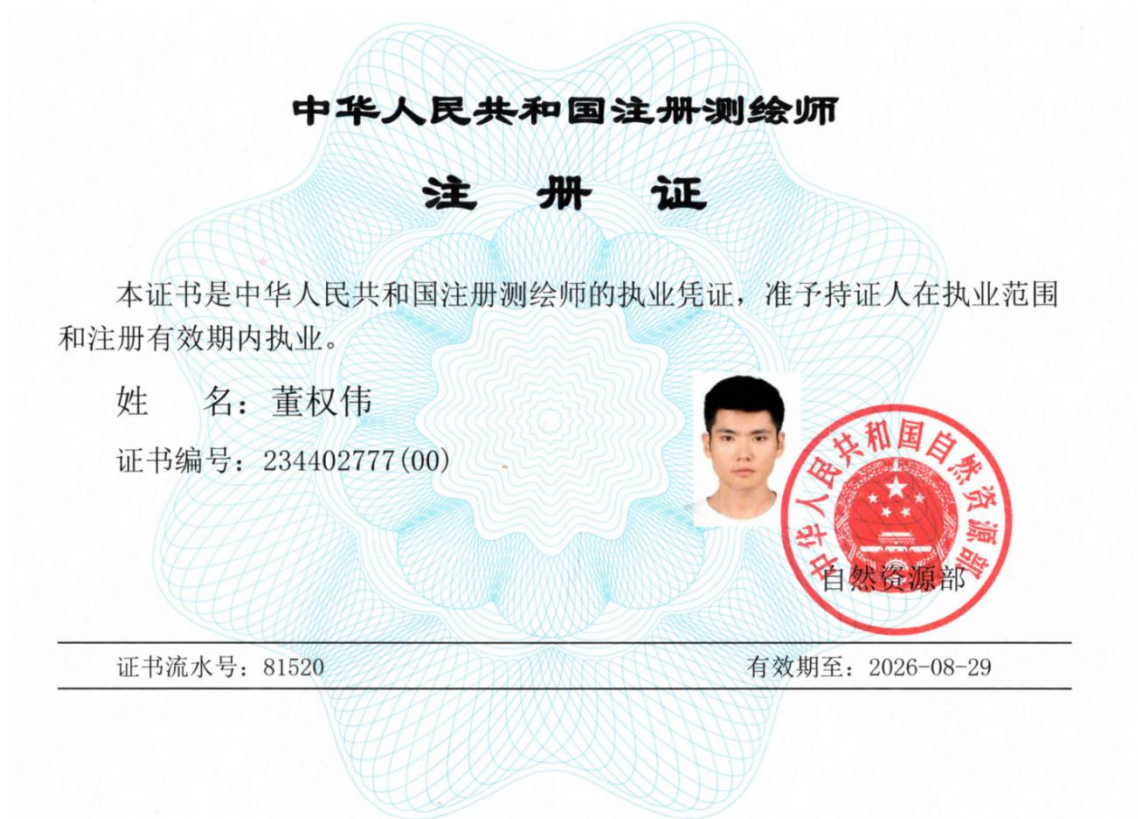 中华人民共和国注册测绘师
注 册 证
本证书是中华人民共和国注册测绘师的执业凭证，准予持证人在执业范围
和注册有效期内执业。
姓 名：董权伟
证书编号：234402777(00)
中华人民共和国自然资源部
自然资源部
证书流水号：81520
有效期至：2026-08-29